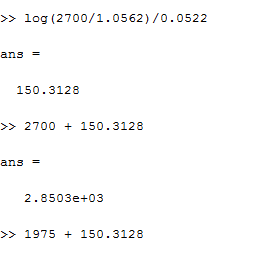 >> log(2700/1.0562)/0.0522
ans =
150.3128
>> 2700 + 150.3128
ans =
2.8503e+03
>> 1975 + 150.3128